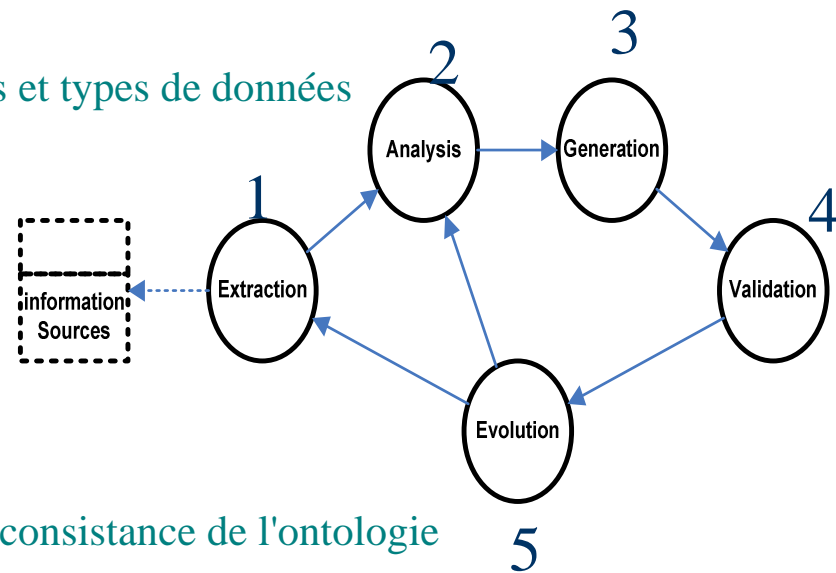 3
2
s et types de données
Analysis
Generation
1
4
Extraction
Validation
information
Sources
Evolution
consistance de l'ontologie
5